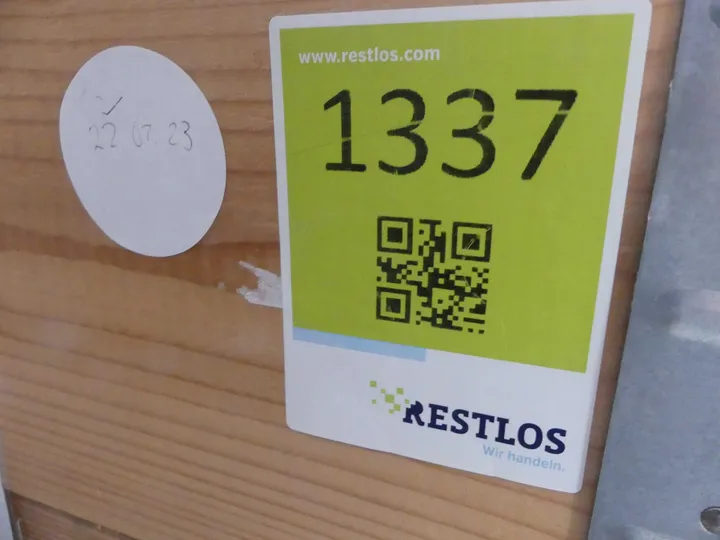 22 07 23
www.restlos.com
1337
RESTLOS
Wir handeln.